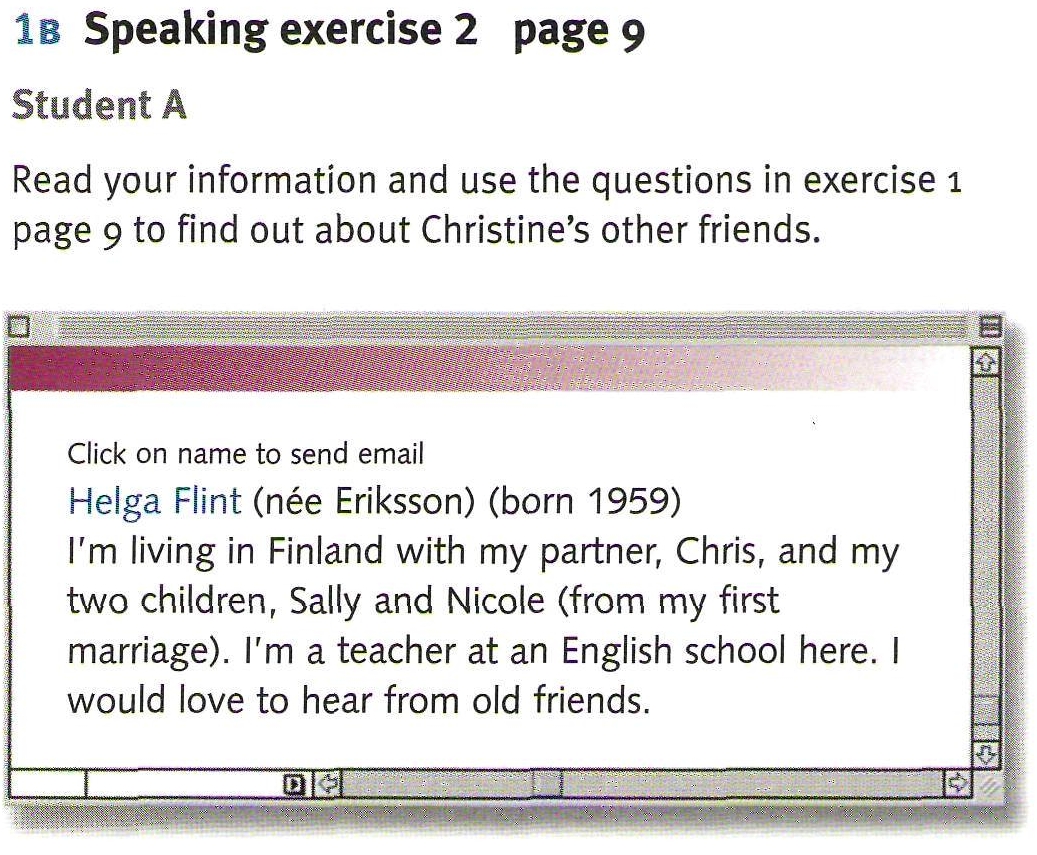 1B Speaking exercise 2 page 9
Student A
Read your information and use the questions in exercise 1
page 9 to find out about Christine's other friends.
Click on name to send email
Helga Flint (née Eriksson) (born 1959)
I'm living in Finland with my partner, Chris, and my
two children, Sally and Nicole (from my first
marriage). I'm a teacher at an English school here. I
would love to hear from old friends.